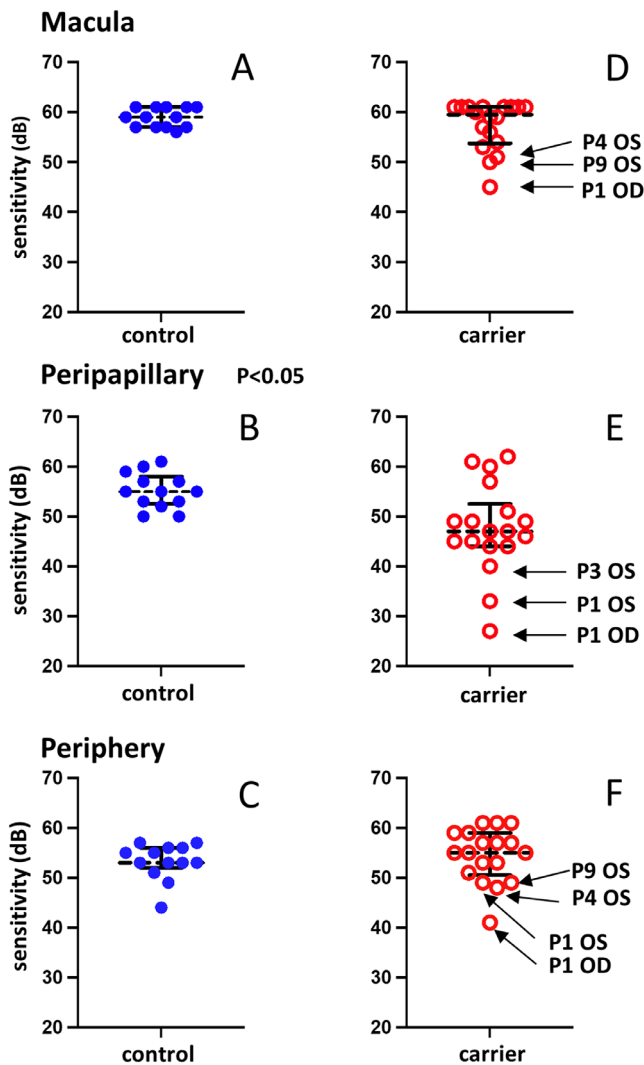 Macula
A
D
70
60
50
40
30
20
sensitivity (dB)
control
70
60
50
40
30
20
P4 OS
P9 OS
P1 OD
carrier
Peripapillary P<0.05
B
E
70
60
50
40
30
20
sensitivity (dB)
control
70
60
50
40
30
20
P3 OS
P1 OS
P1 OD
carrier
Periphery
C
F
70
60
50
40
30
20
sensitivity (dB)
control
70
60
50
40
30
20
P9 OS
P4 OS
P1 OS
P1 OD
carrier